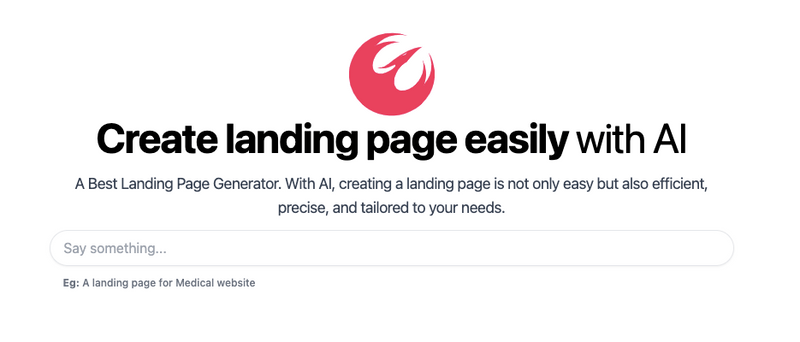 Create landing page easily with AI
A Best Landing Page Generator. With AI, creating a landing page is not only easy but also efficient,
precise, and tailored to your needs.
Say something...
Eg: A landing page for Medical website